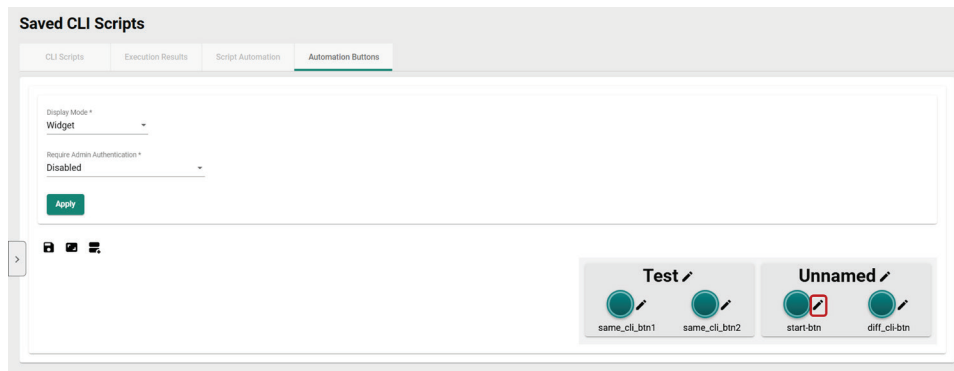 Saved CLI Scripts
CLI Scripts Execution Results Script Automation Automation Buttons
Display Mode *
Widget
Require Admin Authentication *
Disabled
Apply
Test Unnamed
same_cli_btn1 same_cli_btn2 start-btn diff_cli-btn